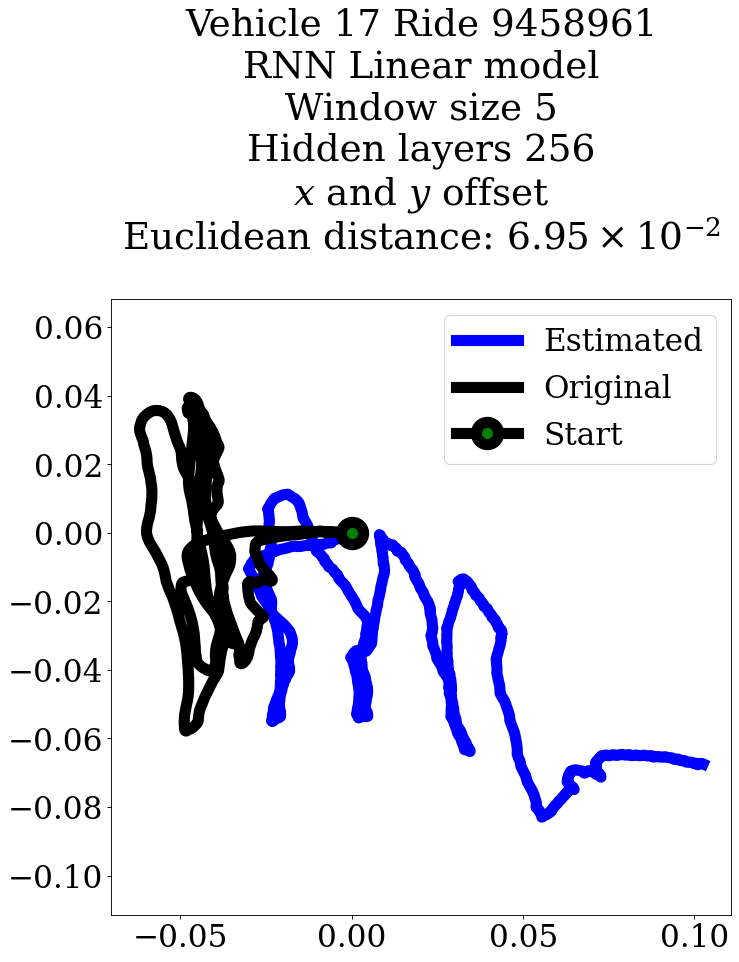 Vehicle 17 Ride 9458961
RNN Linear model
Window size 5
Hidden layers 256
x and y offset
Euclidean distance: 6.95 × 10⁻²
Estimated
Original
Start
0.06
0.04
0.02
0.00
−0.02
−0.04
−0.06
−0.08
−0.10
−0.05 0.00 0.05 0.10